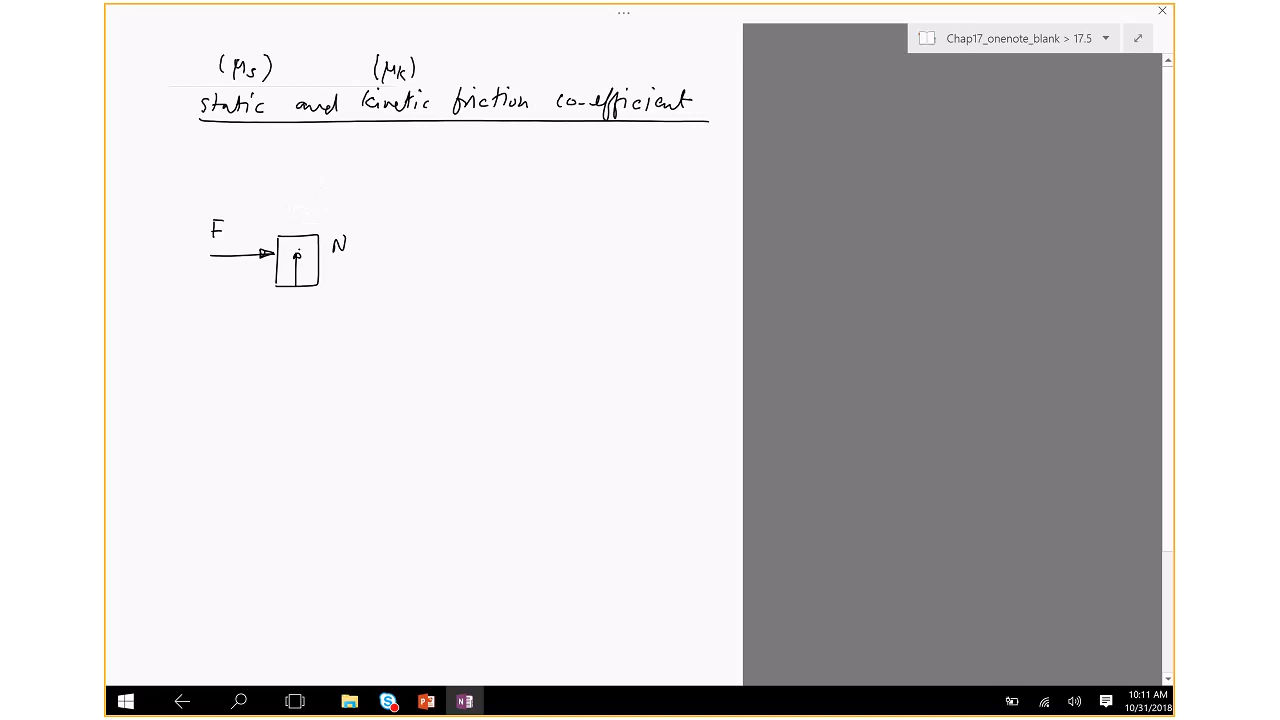 Chap17_onenote_blank > 17.5
(μs) (μk)
static and kinetic friction co-efficient
F
N
10:11 AM
10/31/2018